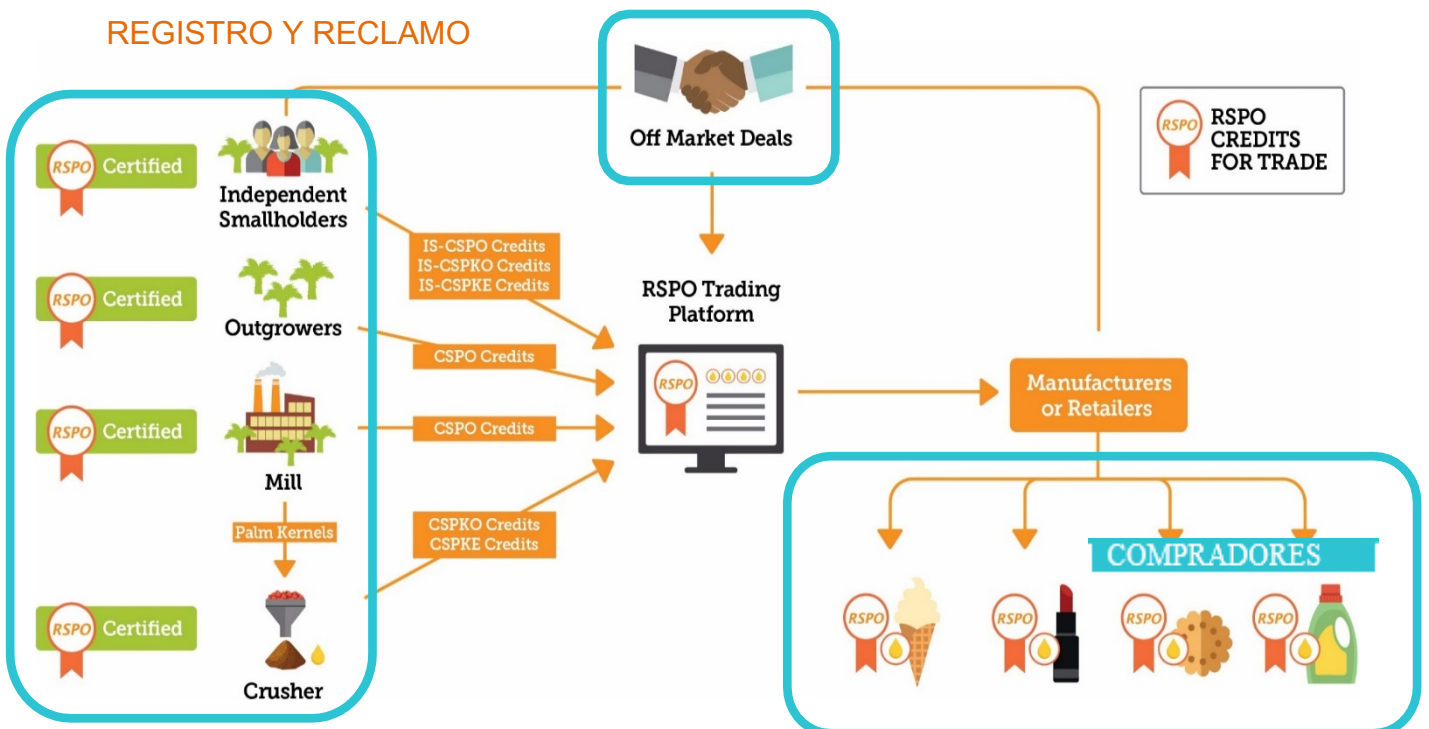 REGISTRO Y RECLAMO
Off Market Deals
RSPO
RSPO
CREDITS
FOR TRADE
RSPO
Certified
Independent
Smallholders
IS-CSPO Credits
IS-CSPKO Credits
IS-CSPKE Credits
RSPO
Certified
Outgrowers
CSPO Credits
RSPO Trading
Platform
RSPO
RSPO
Certified
Mill
CSPO Credits
Manufacturers
or Retailers
Palm Kernels
CSPKO Credits
CSPKE Credits
COMPRADORES
RSPO
Certified
Crusher
RSPO
RSPO
RSPO
RSPO